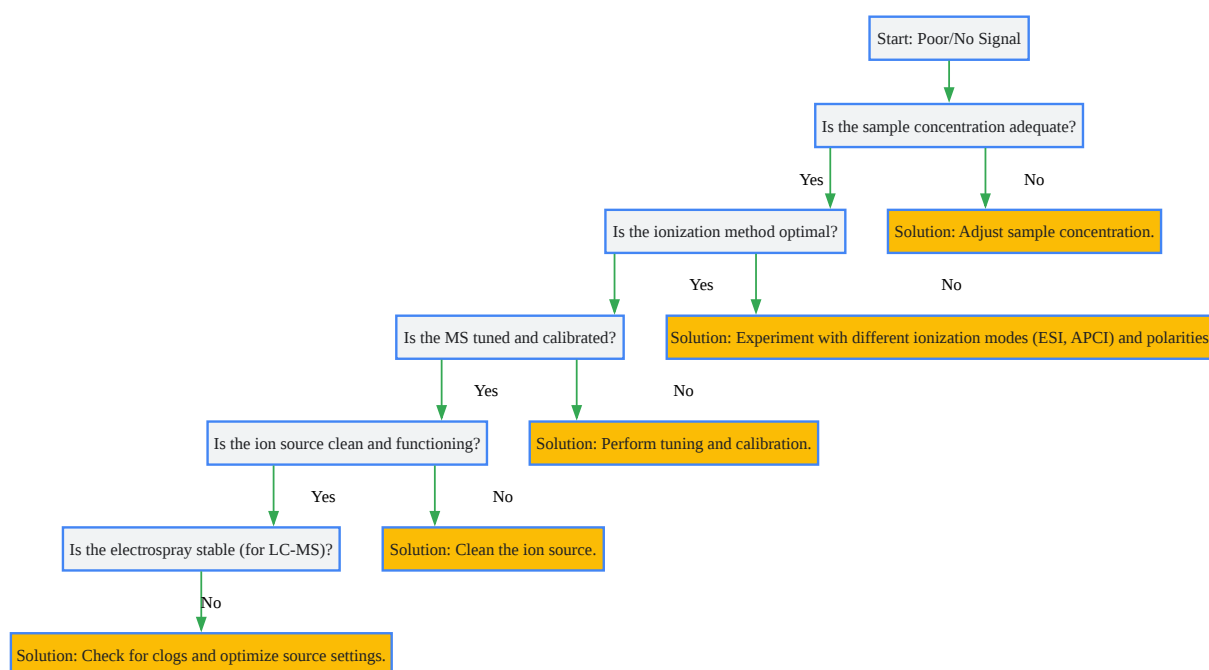 Start: Poor/No Signal
Is the sample concentration adequate?
Yes
No
Is the ionization method optimal?
Solution: Adjust sample concentration.
Yes
No
Is the MS tuned and calibrated?
Solution: Experiment with different ionization modes (ESI, APCI) and polarities
Yes
No
Is the ion source clean and functioning?
Solution: Perform tuning and calibration.
Yes
No
Is the electrospray stable (for LC-MS)?
Solution: Clean the ion source.
No
Solution: Check for clogs and optimize source settings.